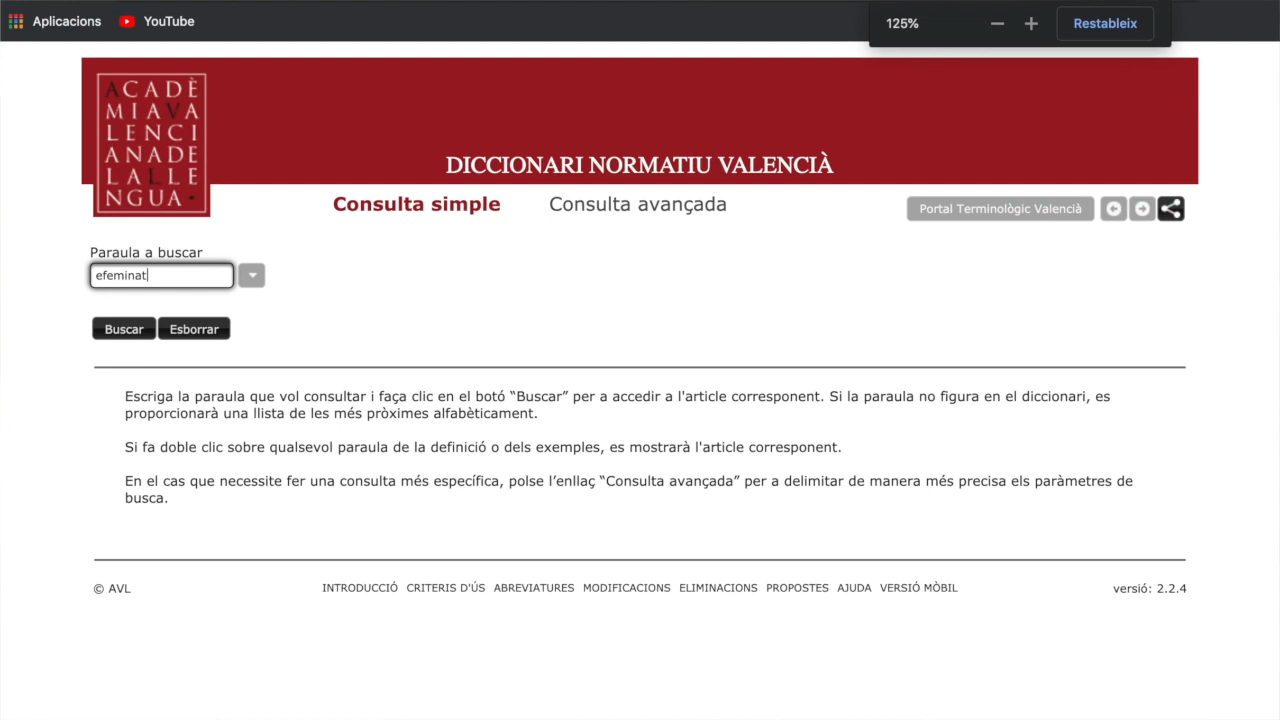 Aplicacions YouTube 125% Restableix
ACADÈ
MIAVA
LENCI
ANADE
LALLE
NGUA·
DICCIONARI NORMATIU VALENCIÀ
Consulta simple Consulta avançada Portal Terminològic Valencià
Paraula a buscar
efeminat
Buscar Esborrar
Escriga la paraula que vol consultar i faça clic en el botó “Buscar” per a accedir a l'article corresponent. Si la paraula no figura en el diccionari, es
proporcionarà una llista de les més pròximes alfabèticament.
Si fa doble clic sobre qualsevol paraula de la definició o dels exemples, es mostrarà l'article corresponent.
En el cas que necessite fer una consulta més específica, polse l’enllaç “Consulta avançada” per a delimitar de manera més precisa els paràmetres de
busca.
© AVL INTRODUCCIÓ CRITERIS D'ÚS ABREVIATURES MODIFICACIONS ELIMINACIONS PROPOSTES AJUDA VERSIÓ MÒBIL versió: 2.2.4